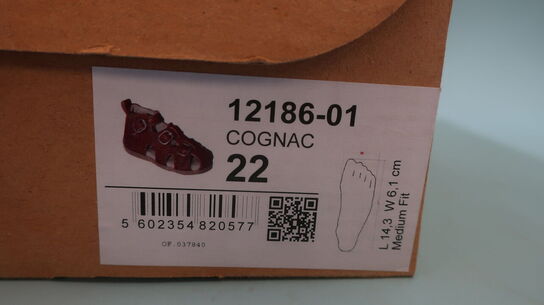 12186-01
COGNAC
22
5 602354 820577
OF.037840
L 14,3 W 6,1 cm
Medium Fit